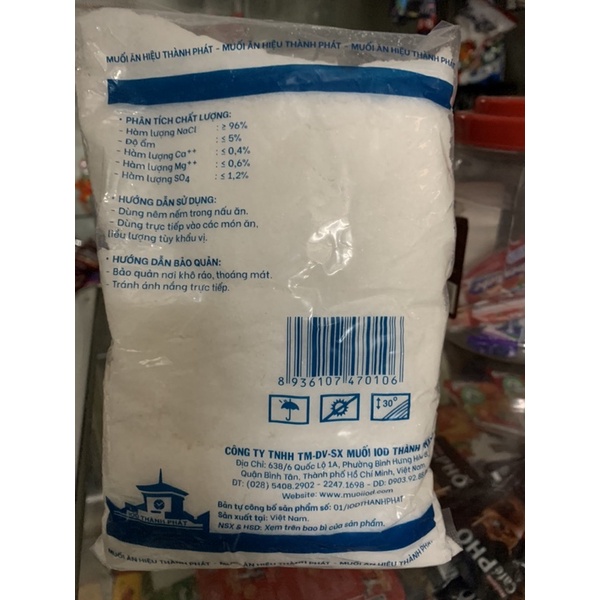 MUỐI ĂN HIỆU THÀNH PHÁT - MUỐI ĂN HIỆU THÀNH PHÁT - MUỐI ĂN HIỆU THÀNH PHÁT
• PHÂN TÍCH CHẤT LƯỢNG:
- Hàm lượng NaCl : ≥ 96%
- Độ ẩm : ≤ 5%
- Hàm lượng Ca++ : ≤ 0,4%
- Hàm lượng Mg++ : ≤ 0,6%
- Hàm lượng SO4 : ≤ 1,2%
• HƯỚNG DẪN SỬ DỤNG:
- Dùng nêm nếm trong nấu ăn.
- Dùng trực tiếp vào các món ăn,
liều lượng tùy khẩu vị.
• HƯỚNG DẪN BẢO QUẢN:
- Bảo quản nơi khô ráo, thoáng mát.
- Tránh ánh nắng trực tiếp.
8 936107 470106
30°
CÔNG TY TNHH TM-DV-SX MUỐI IOD THÀNH
Địa Chỉ: 638/6 Quốc Lộ 1A, Phường Bình Hưng Hòa
Quận Bình Tân, Thành phố Hồ Chí Minh, Việt Nam
ĐT: (028) 5408.2902 - 2247.1698 - DĐ: 0903.92
Website: www.muoiiod.com
Bản tự công bố sản phẩm số: 01/IODTHANHPHAT
Sản xuất tại: Việt Nam.
NSX & HSD: Xem trên bao bì của sản phẩm.
THÀNH PHÁT
MUỐI ĂN HIỆU THÀNH PHÁT - MUỐI ĂN HIỆU THÀNH PHÁT - MUỐI ĂN HIỆU THÀNH
Café PHỐ